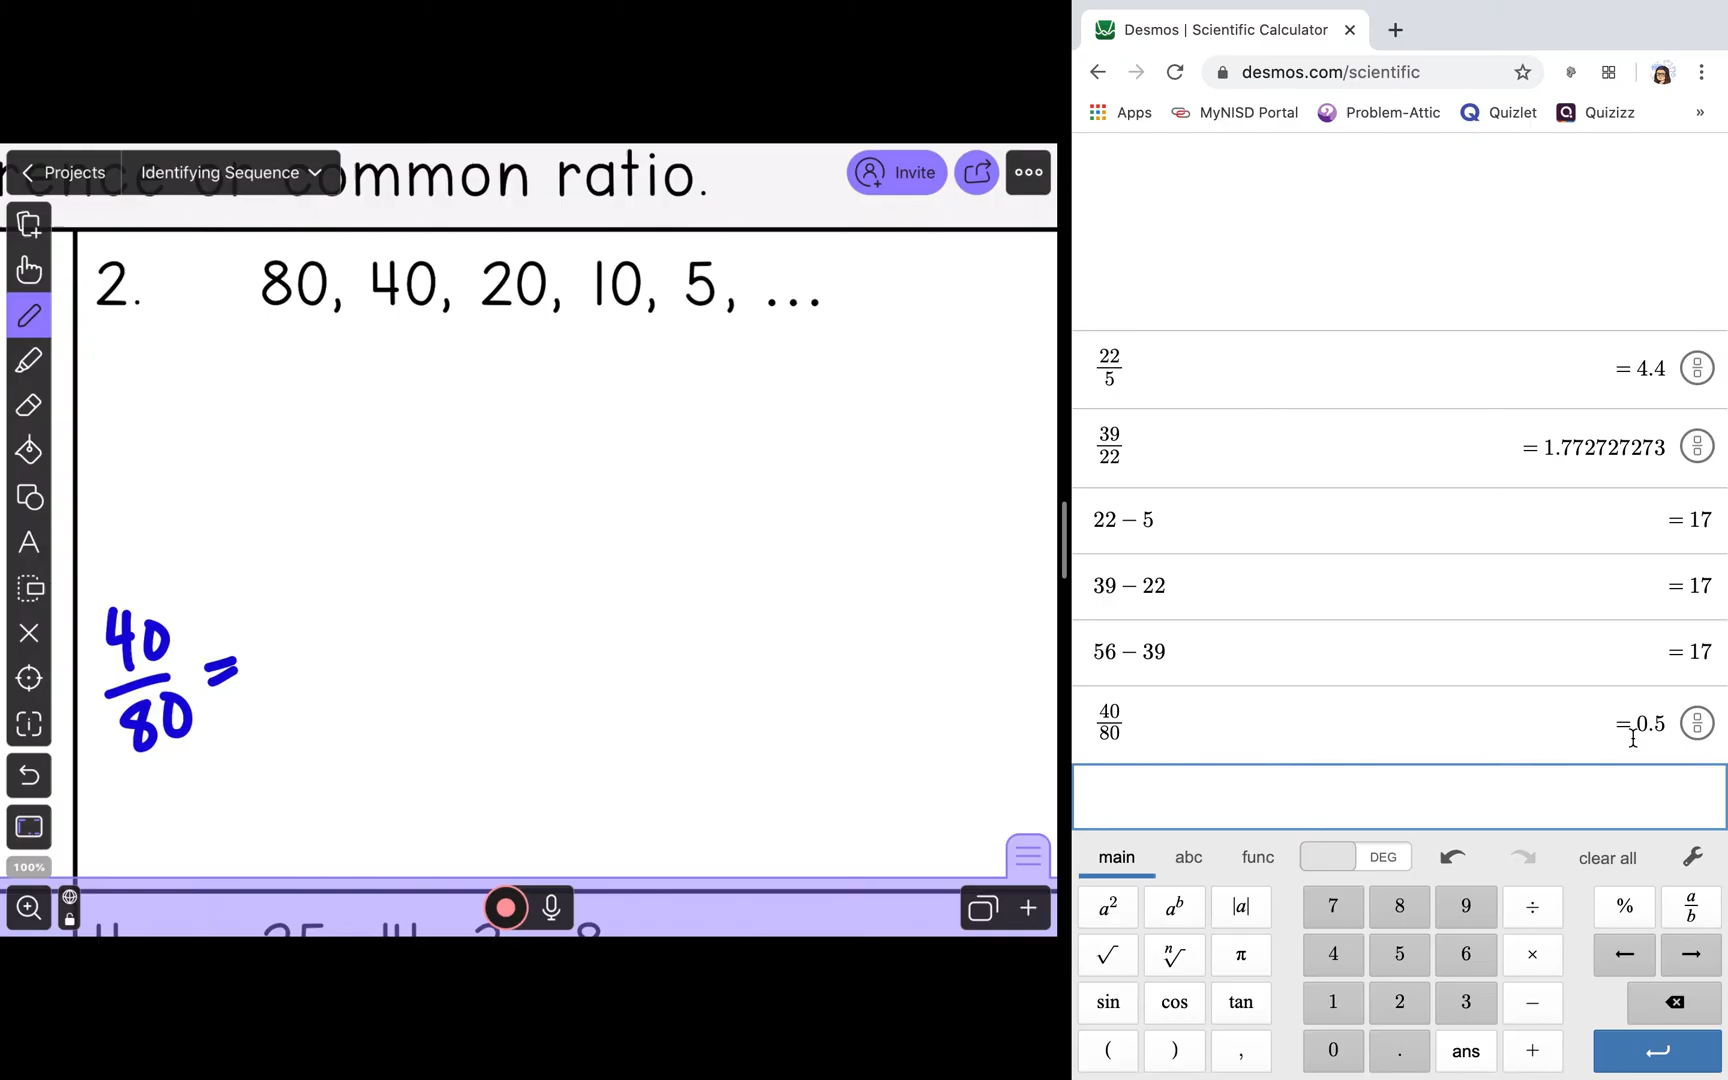 Desmos | Scientific Calculator
desmos.com/scientific
Apps MyNISD Portal Problem-Attic Quizlet Quizizz »
Projects Identifying Sequence
common ratio.
Invite
2. 80, 40, 20, 10, 5, ...
40
80
=
100%
22
5
= 4.4
39
22
= 1.772727273
22 − 5 = 17
39 − 22 = 17
56 − 39 = 17
40
80
= 0.5
main abc func DEG clear all
a² aᵇ |a| 7 8 9 ÷ % a/b
√ ⁿ√ π 4 5 6 × ← →
sin cos tan 1 2 3 −
( ) , 0 . ans +